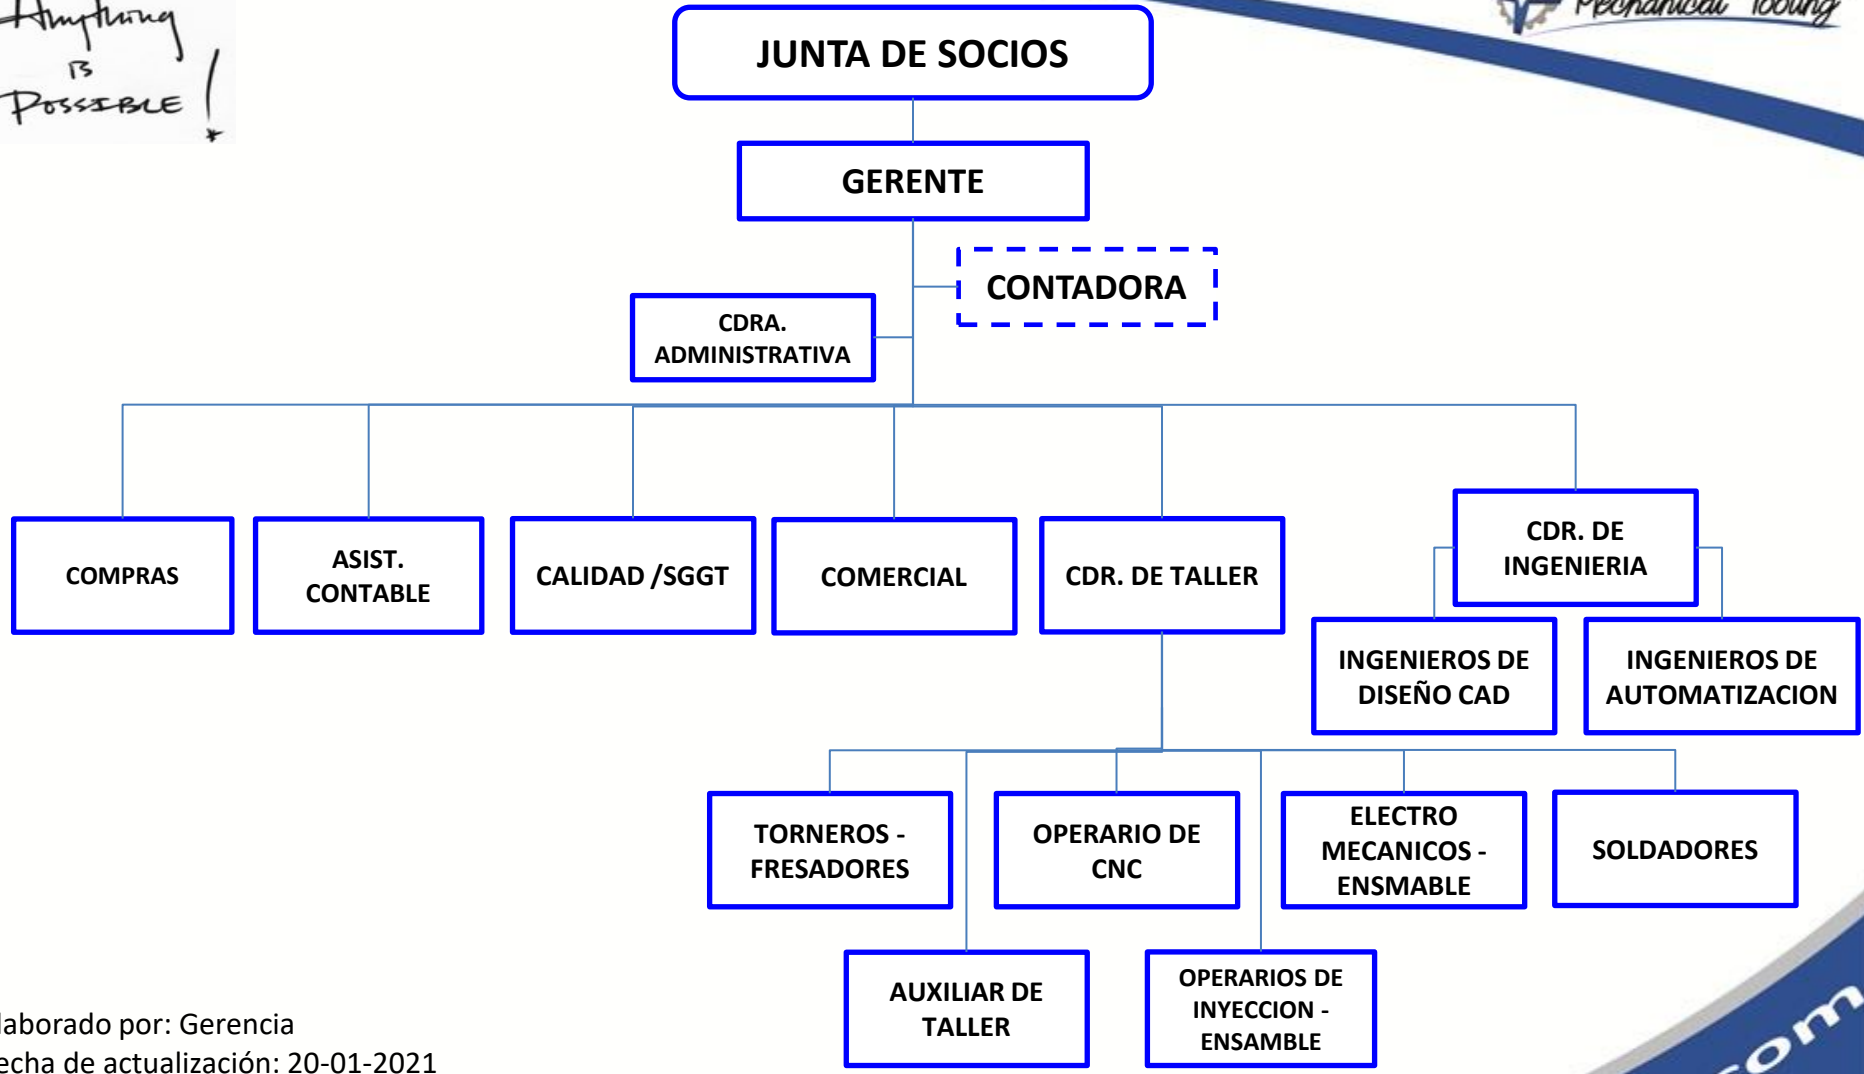 Anything
is
POSSIBLE!
Mechanical Tooling
JUNTA DE SOCIOS
GERENTE
CONTADORA
CDRA.
ADMINISTRATIVA
COMPRAS
ASIST.
CONTABLE
CALIDAD /SGGT
COMERCIAL
CDR. DE TALLER
CDR. DE
INGENIERIA
INGENIEROS DE
DISEÑO CAD
INGENIEROS DE
AUTOMATIZACION
TORNEROS -
FRESADORES
OPERARIO DE
CNC
ELECTRO
MECANICOS -
ENSMABLE
SOLDADORES
AUXILIAR DE
TALLER
OPERARIOS DE
INYECCION -
ENSAMBLE
laborado por: Gerencia
echa de actualización: 20-01-2021
om